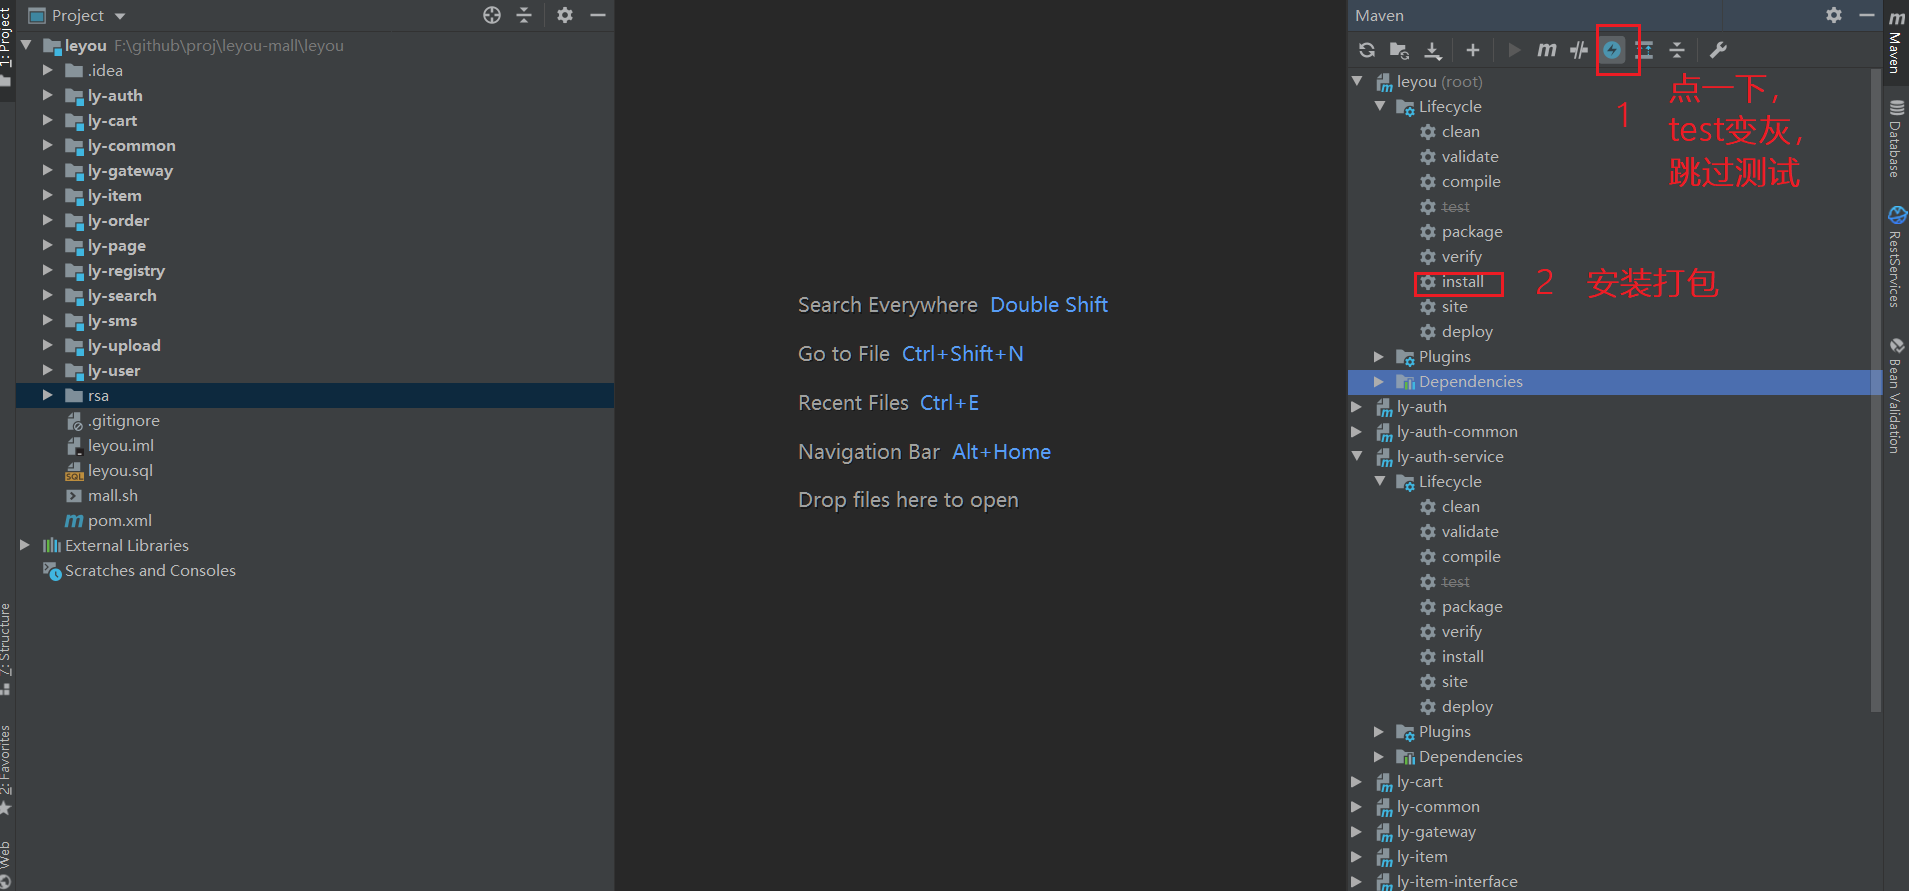 1: Project
7: Structure
2: Favorites
Web
Project
leyou F:\github\proj\leyou-mall\leyou
.idea
ly-auth
ly-cart
ly-common
ly-gateway
ly-item
ly-order
ly-page
ly-registry
ly-search
ly-sms
ly-upload
ly-user
rsa
.gitignore
leyou.iml
leyou.sql
mall.sh
pom.xml
External Libraries
Scratches and Consoles
Search Everywhere Double Shift
Go to File Ctrl+Shift+N
Recent Files Ctrl+E
Navigation Bar Alt+Home
Drop files here to open
Maven
leyou (root)
Lifecycle
clean
validate
compile
test
package
verify
install
site
deploy
Plugins
Dependencies
ly-auth
ly-auth-common
ly-auth-service
Lifecycle
clean
validate
compile
test
package
verify
install
site
deploy
Plugins
Dependencies
ly-cart
ly-common
ly-gateway
ly-item
ly-item-interface
1 点一下，
test变灰，
跳过测试
2 安装打包
Maven
Database
RestServices
Bean Validation